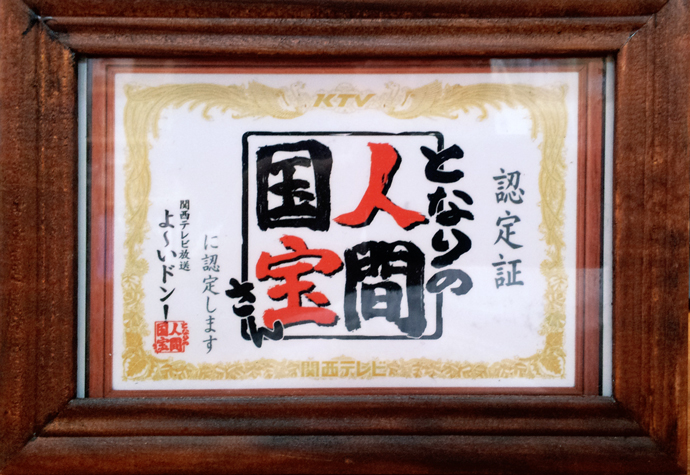 KTV
認定証
となりの
人間
国宝
さん
に認定します
関西テレビ放送
よ〜いドン!
となりの
人間
国宝
関西テレビ